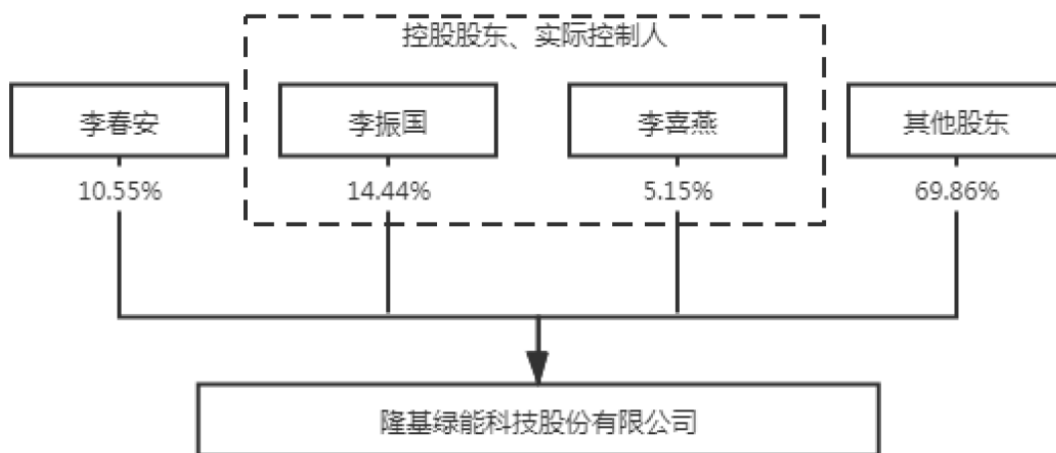 控股股东、实际控制人
李春安
李振国
李喜燕
其他股东
10.55%
14.44%
5.15%
69.86%
隆基绿能科技股份有限公司